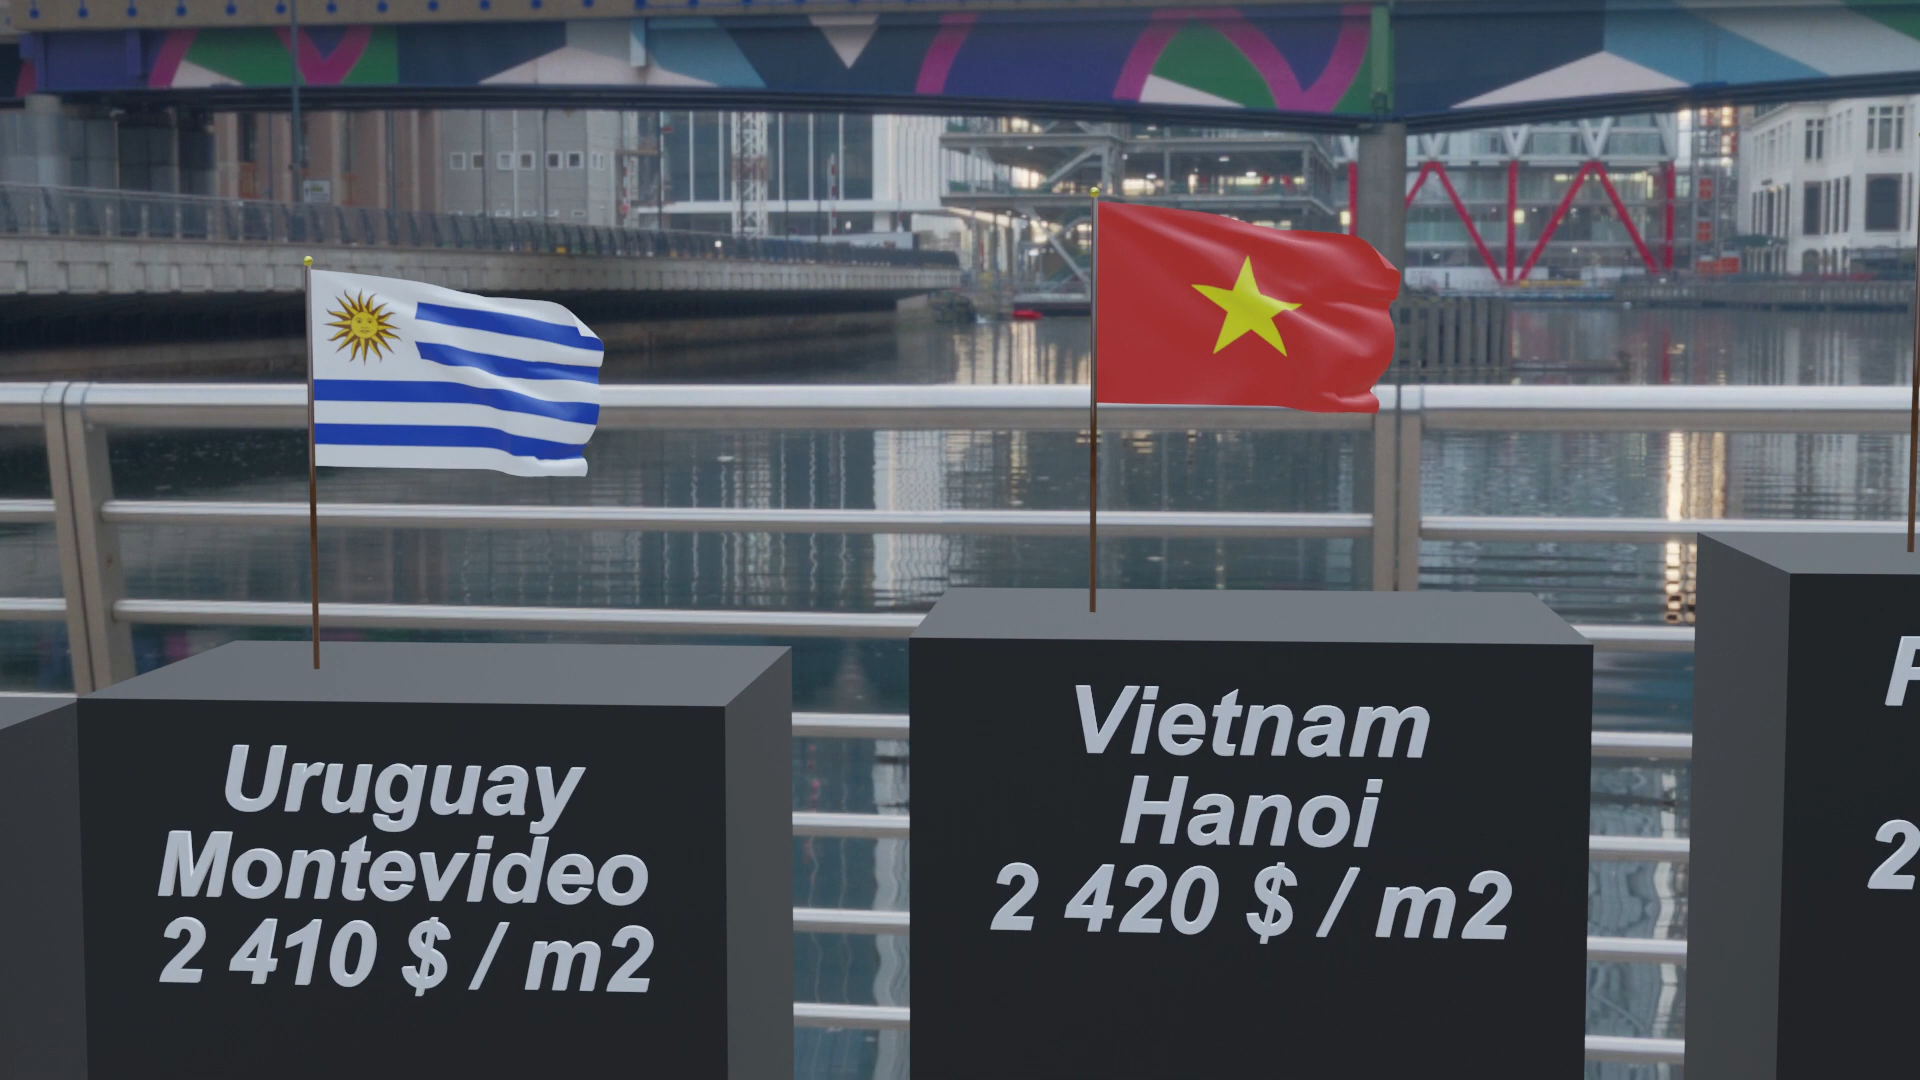 Uruguay
Montevideo
2 410 $ / m2
Vietnam
Hanoi
2 420 $ / m2